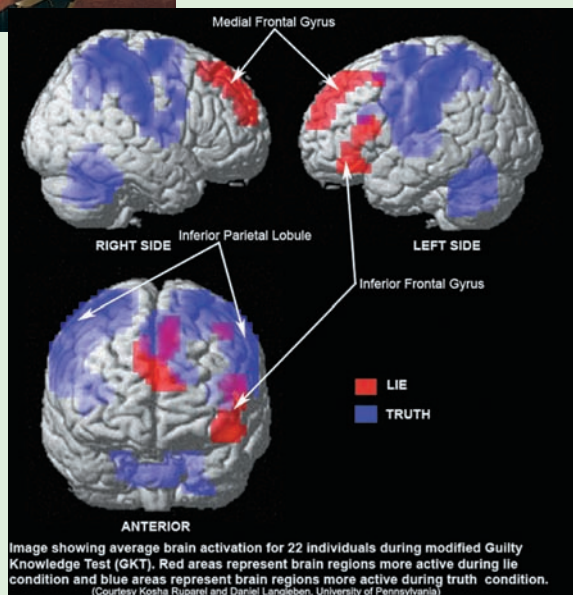 Medial Frontal Gyrus
RIGHT SIDE
LEFT SIDE
Inferior Parietal Lobule
Inferior Frontal Gyrus
LIE
TRUTH
ANTERIOR
Image showing average brain activation for 22 individuals during modified Guilty
Knowledge Test (GKT). Red areas represent brain regions more active during lie
condition and blue areas represent brain regions more active during truth condition.
(Courtesy Kosha Ruparel and Daniel Langleben, University of Pennsylvania)